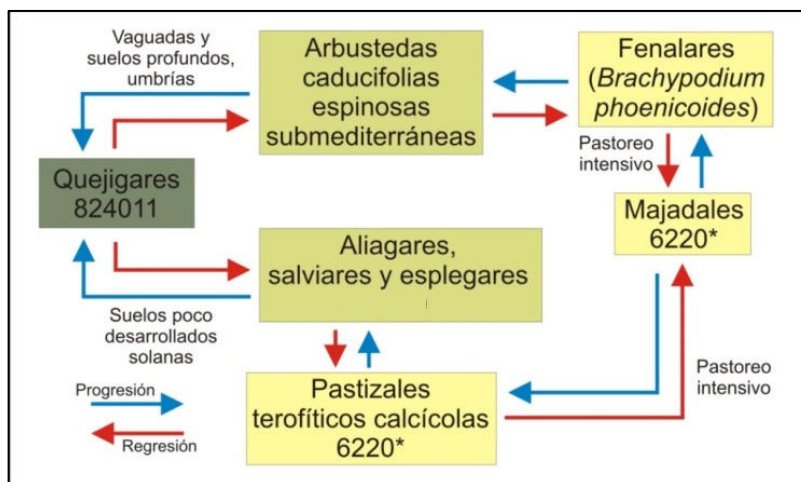 Vaguadas y
suelos profundos,
umbrías
Arbustedas
caducifolias
espinosas
submediterráneas
Fenalares
(Brachypodium
phoenicoides)
Pastoreo
intensivo
Quejigares
824011
Majadales
6220*
Aliagares,
salviares y esplegares
Suelos poco
desarrollados
solanas
Pastoreo
intensivo
Progresión
Regresión
Pastizales
terofíticos calcícolas
6220*